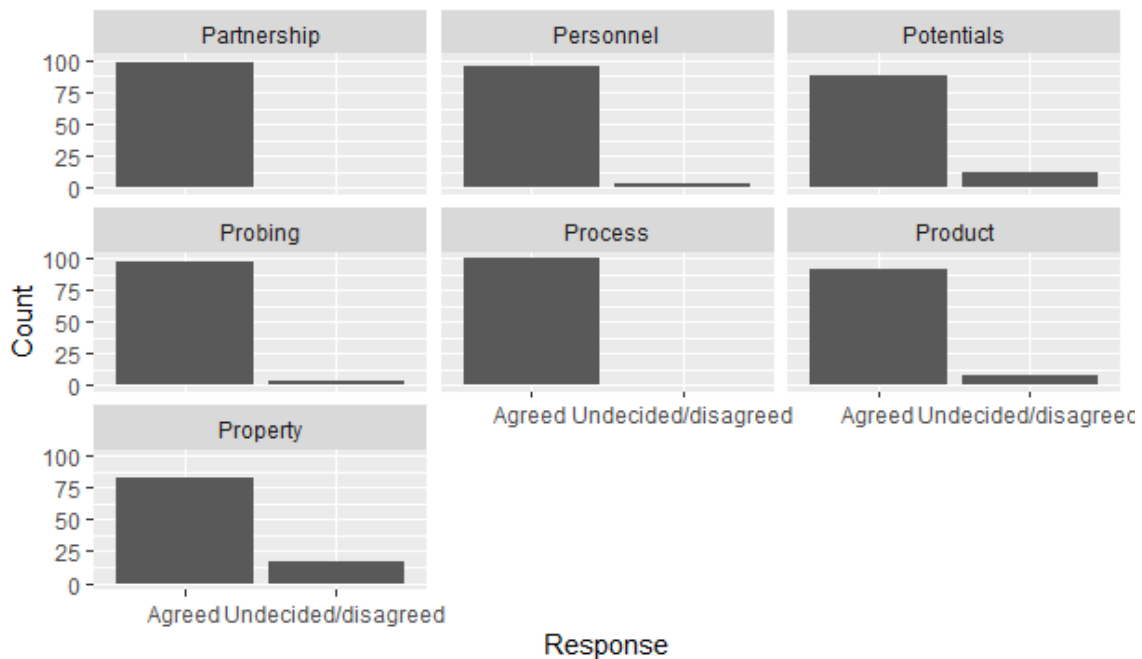 Partnership Personnel Potentials
100
75
50
25
0
Probing Process Product
100
75
50
25
0
Agreed Undecided/disagreed Agreed Undecided/disagreed
Property
100
75
50
25
0
Agreed Undecided/disagreed
Count
Response